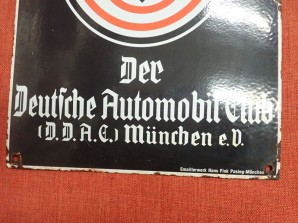 Der
Deutſche Automobil Club
(D.D.A.C.) München e.V.
Emaillierwerk Hans Fink Pasing-München